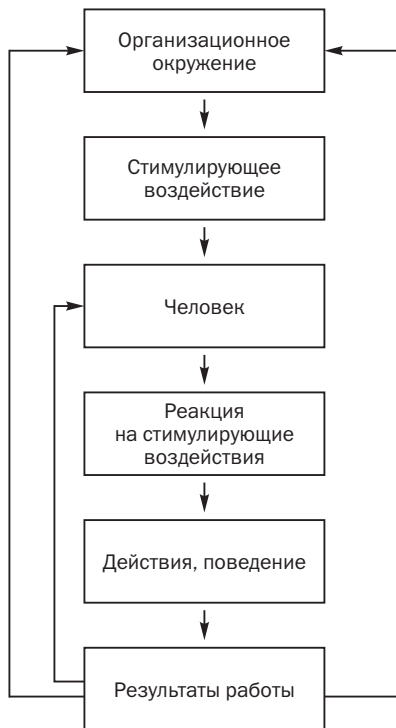 Организационное
окружение
Стимулирующее
воздействие
Человек
Реакция
на стимулирующие
воздействия
Действия, поведение
Результаты работы